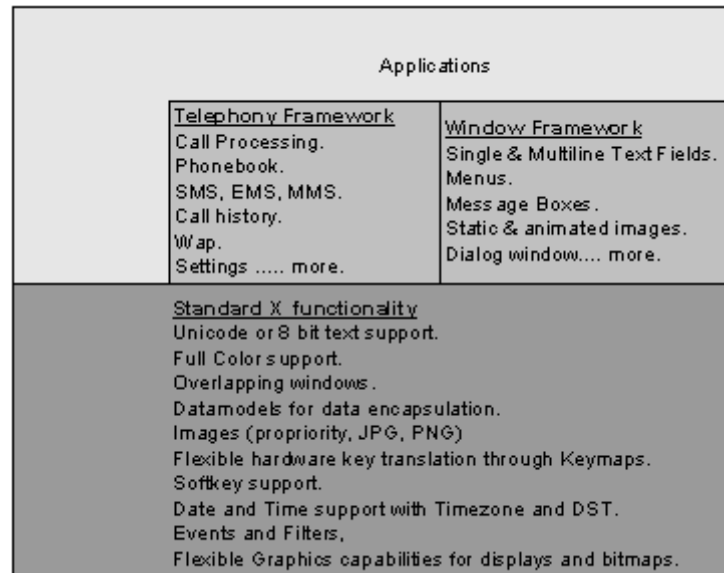 Applications
Telephony Framework
Call Processing.
Phonebook.
SMS, EMS, MMS.
Call history.
Wap.
Settings ..... more.
Window Framework
Single & Multiline Text Fields.
Menus.
Message Boxes.
Static & animated images.
Dialog window.... more.
Standard X functionality
Unicode or 8 bit text support.
Full Color support.
Overlapping windows.
Datamodels for data encapsulation.
Images (propriority, JPG, PNG)
Flexible hardware key translation through Keymaps.
Softkey support.
Date and Time support with Timezone and DST.
Events and Filters,
Flexible Graphics capabilities for displays and bitmaps.